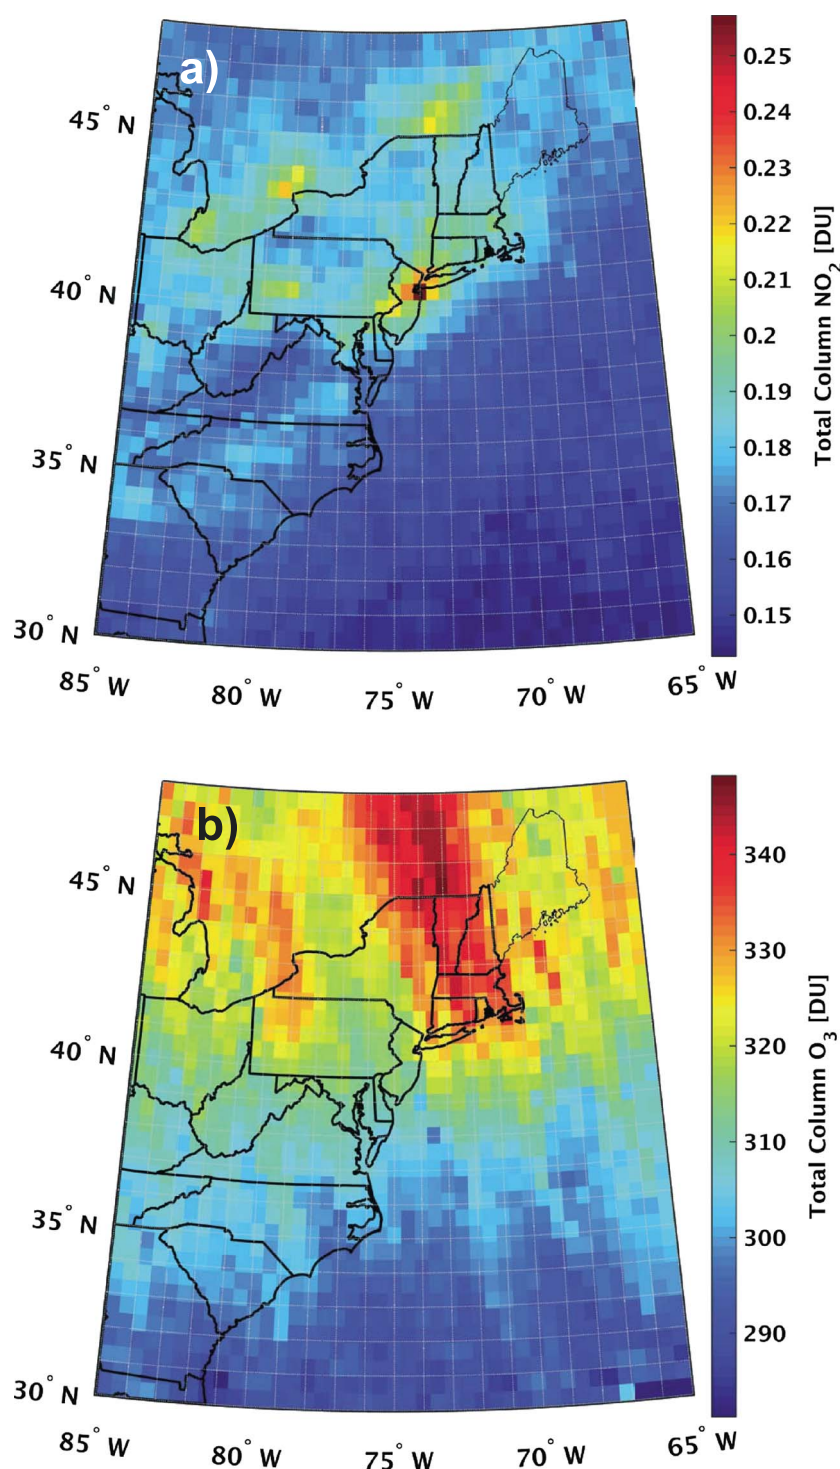 a)
45° N
40° N
35° N
30° N
85° W
80° W
75° W
70° W
65° W
0.25
0.24
0.23
0.22
0.21
0.2
0.19
0.18
0.17
0.16
0.15
Total Column NO2 [DU]
b)
45° N
40° N
35° N
30° N
85° W
80° W
75° W
70° W
65° W
340
330
320
310
300
290
Total Column O3 [DU]